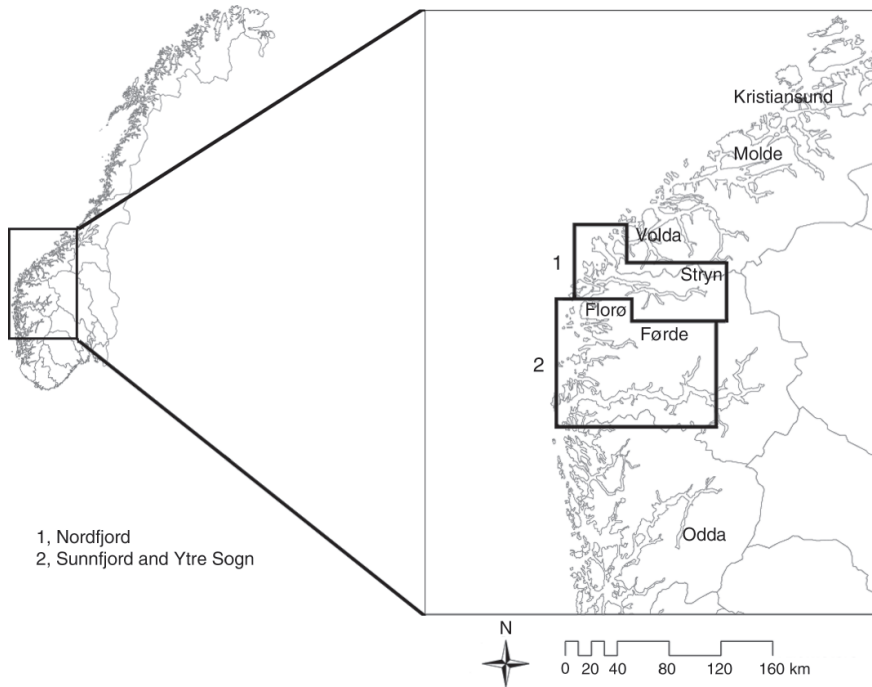 Kristiansund
Molde
Volda
1
Stryn
Florø
Førde
2
Odda
1, Nordfjord
2, Sunnfjord and Ytre Sogn
N
0 20 40 80 120 160 km